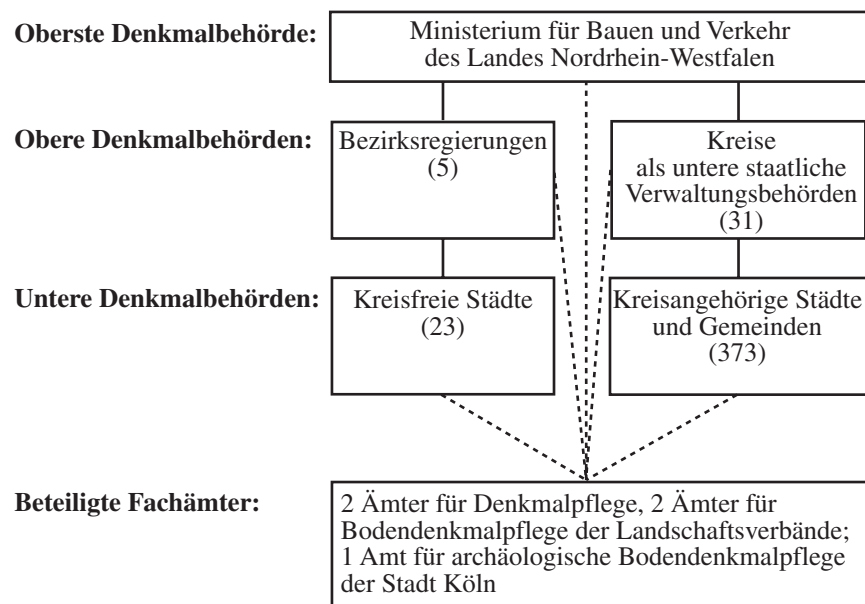 Oberste Denkmalbehörde:
Ministerium für Bauen und Verkehr
des Landes Nordrhein-Westfalen
Obere Denkmalbehörden:
Bezirksregierungen
(5)
Kreise
als untere staatliche
Verwaltungsbehörden
(31)
Untere Denkmalbehörden:
Kreisfreie Städte
(23)
Kreisangehörige Städte
und Gemeinden
(373)
Beteiligte Fachämter:
2 Ämter für Denkmalpflege, 2 Ämter für
Bodendenkmalpflege der Landschaftsverbände;
1 Amt für archäologische Bodendenkmalpflege
der Stadt Köln